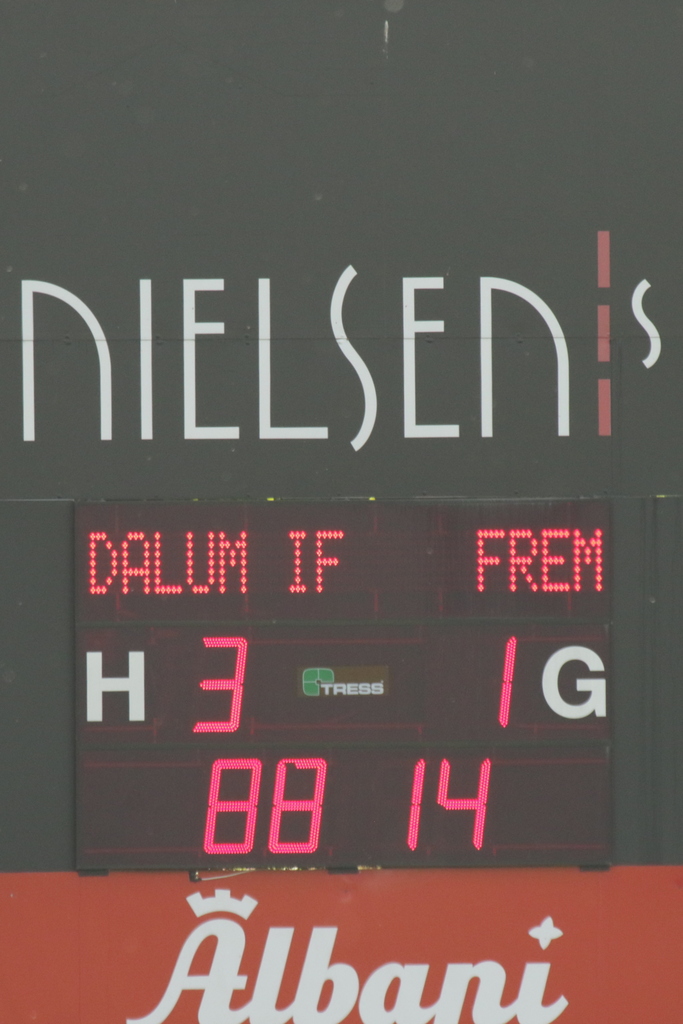 NIELSEN'S
DALUM IF FREM
H 3 TRESS 1 G
88 14
Albani